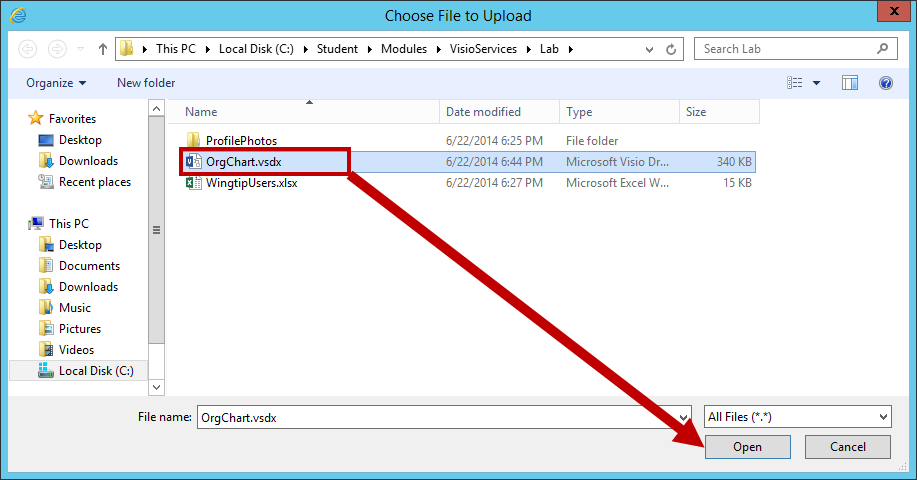 Choose File to Upload
This PC Local Disk (C:) Student Modules VisioServices Lab Search Lab
Organize New folder
Name Date modified Type Size
ProfilePhotos 6/22/2014 6:25 PM File folder
OrgChart.vsdx 6/22/2014 6:44 PM Microsoft Visio Dr... 340 KB
WingtipUsers.xlsx 6/22/2014 6:27 PM Microsoft Excel W... 15 KB
Favorites
Desktop
Downloads
Recent places
This PC
Desktop
Documents
Downloads
Music
Pictures
Videos
Local Disk (C:)
File name: OrgChart.vsdx All Files (*.*)
Open Cancel